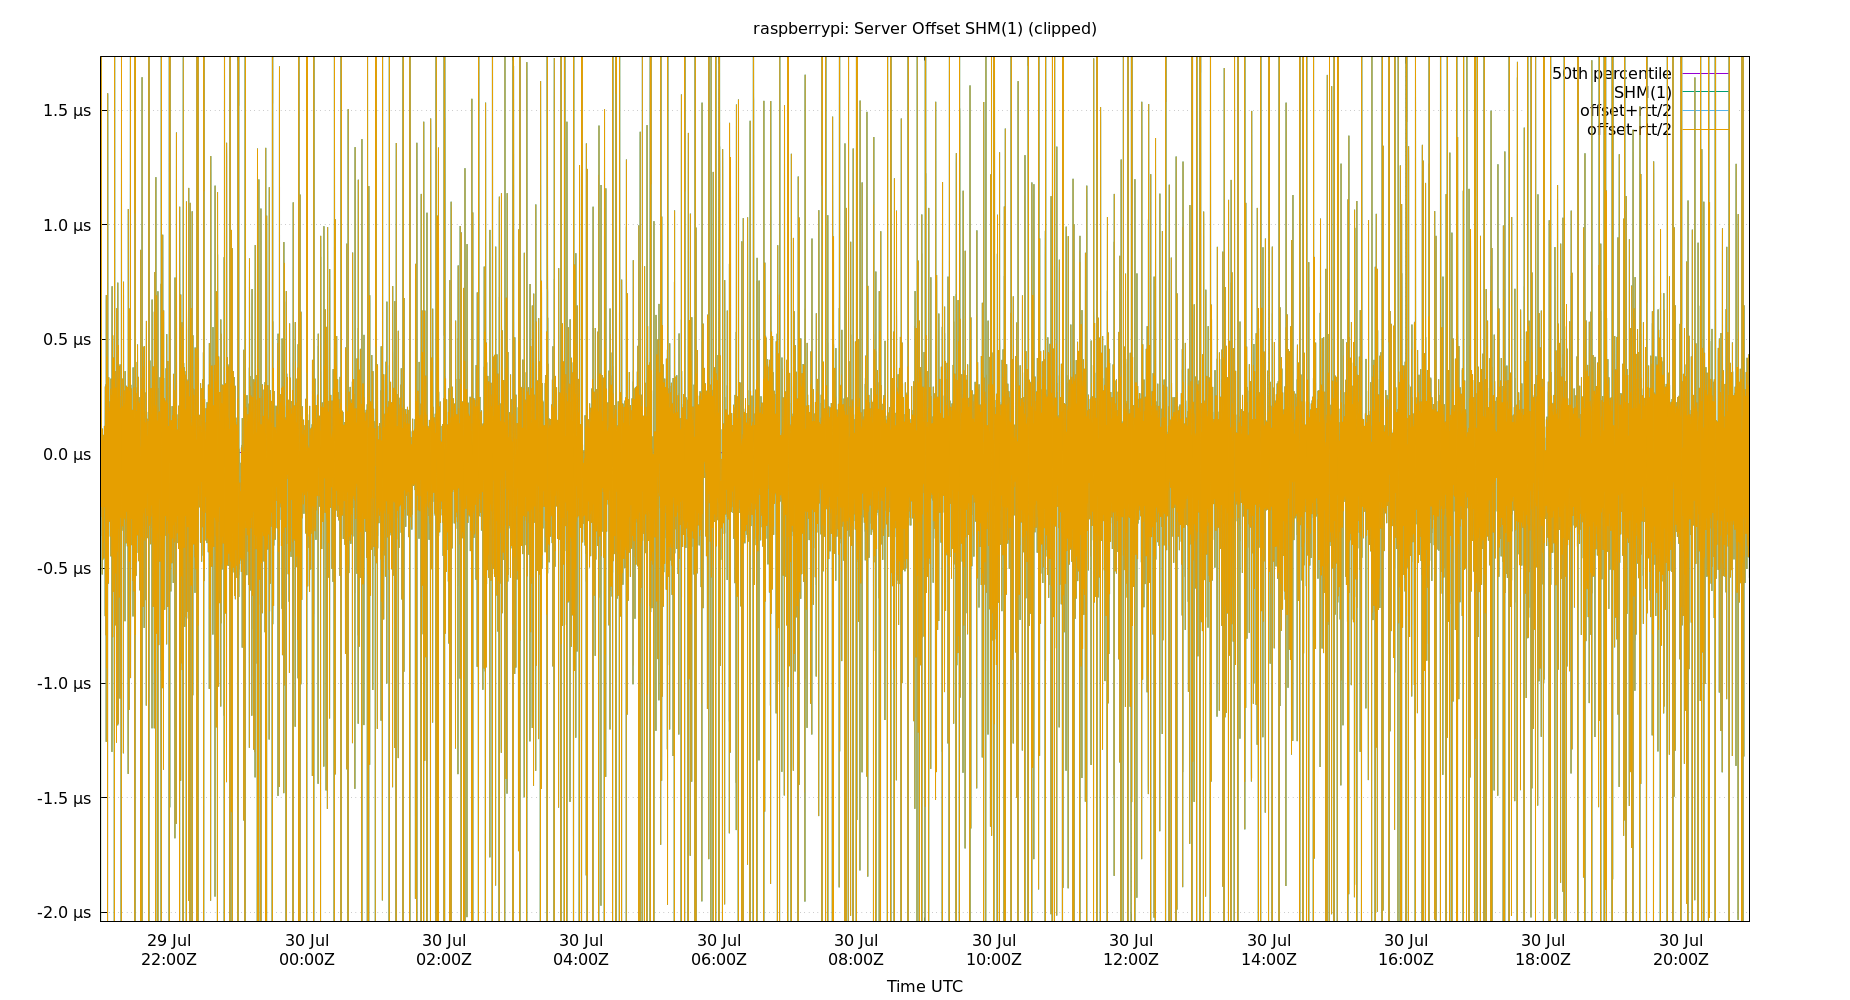 raspberrypi: Server Offset SHM(1) (clipped)
50th percentile
SHM(1)
offset+rtt/2
offset-rtt/2
1.5 µs
1.0 µs
0.5 µs
0.0 µs
-0.5 µs
-1.0 µs
-1.5 µs
-2.0 µs
29 Jul 30 Jul 30 Jul 30 Jul 30 Jul 30 Jul 30 Jul 30 Jul 30 Jul 30 Jul 30 Jul 30 Jul
22:00Z 00:00Z 02:00Z 04:00Z 06:00Z 08:00Z 10:00Z 12:00Z 14:00Z 16:00Z 18:00Z 20:00Z
Time UTC